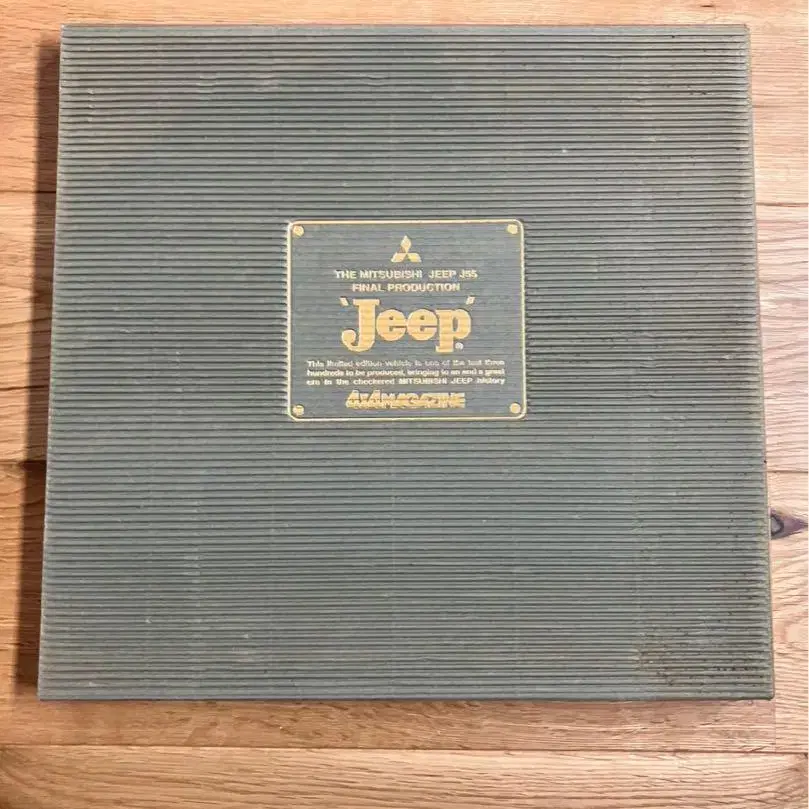 THE MITSUBISHI JEEP J55
FINAL PRODUCTION
'Jeep'
®
This limited edition vehicle is one of the last three
hundreds to be produced, bringing to an end a great
era in the checkered MITSUBISHI JEEP history
4x4MAGAZINE